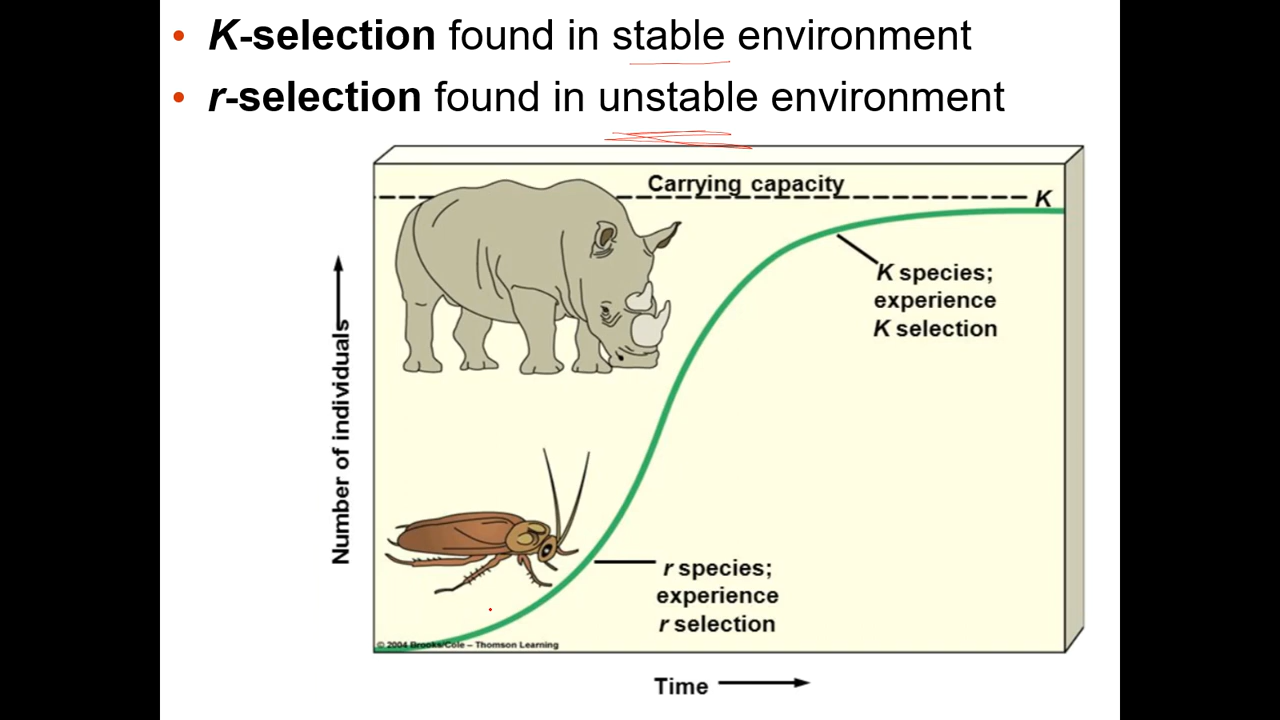 • K-selection found in stable environment
• r-selection found in unstable environment
Carrying capacity
K
K species;
experience
K selection
Number of individuals
r species;
experience
r selection
© 2004 Brooks/Cole – Thomson Learning
Time